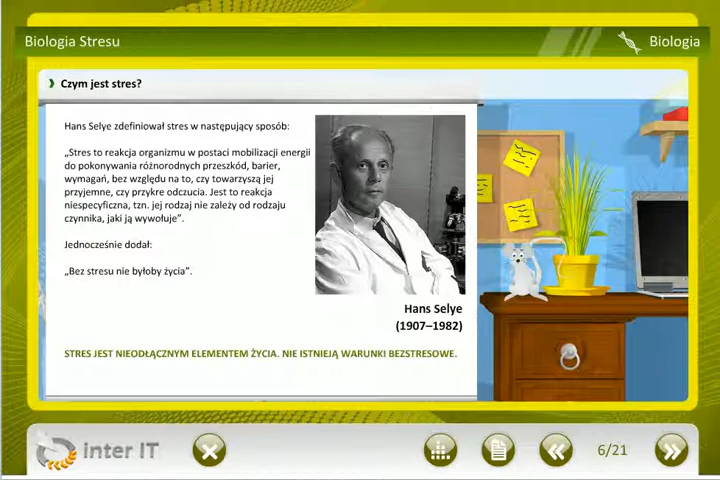 Biologia Stresu
Biologia
Czym jest stres?
Hans Selye zdefiniował stres w następujący sposób:
„Stres to reakcja organizmu w postaci mobilizacji energii
do pokonywania różnorodnych przeszkód, barier,
wymagań, bez względu na to, czy towarzyszą jej
przyjemne, czy przykre odczucia. Jest to reakcja
niespecyficzna, tzn. jej rodzaj nie zależy od rodzaju
czynnika, jaki ją wywołuje”.
Jednocześnie dodał:
„Bez stresu nie byłoby życia”.
Hans Selye
(1907–1982)
STRES JEST NIEODŁĄCZNYM ELEMENTEM ŻYCIA. NIE ISTNIEJĄ WARUNKI BEZSTRESOWE.
inter IT
6/21